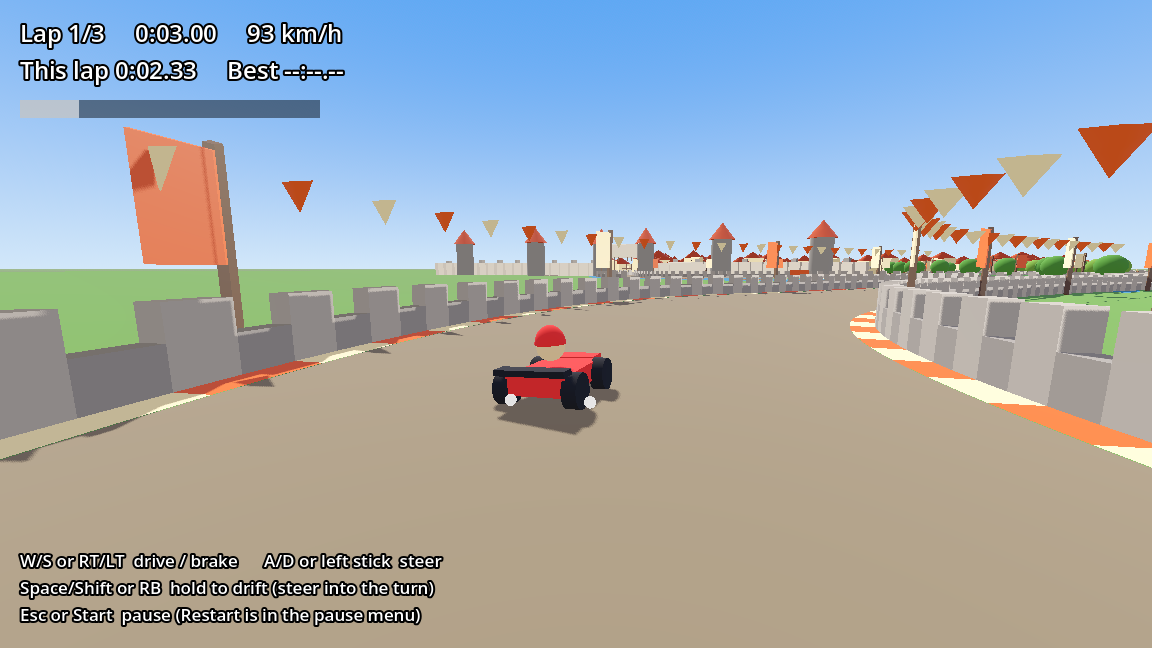 Lap 1/3 0:03.00 93 km/h
This lap 0:02.33 Best --:--.--
W/S or RT/LT drive / brake A/D or left stick steer
Space/Shift or RB hold to drift (steer into the turn)
Esc or Start pause (Restart is in the pause menu)